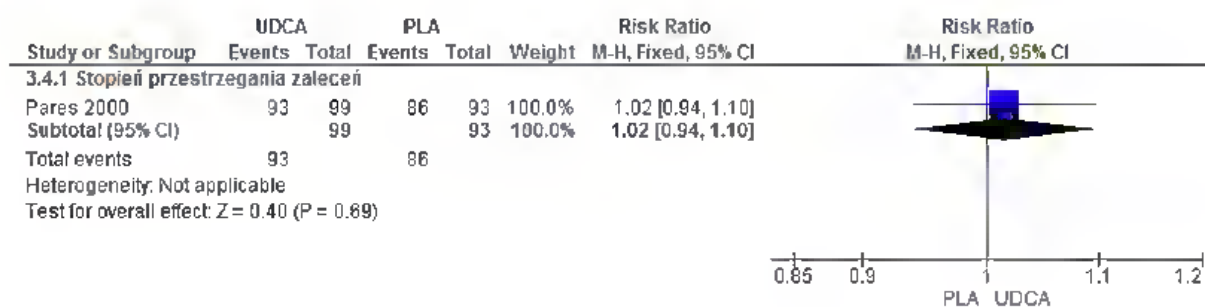 UDCA PLA Risk Ratio Risk Ratio
Study or Subgroup Events Total Events Total Weight M-H, Fixed, 95% CI M-H, Fixed, 95% CI
3.4.1 Stopień przestrzegania zaleceń
Pares 2000 93 99 86 93 100.0% 1.02 [0.94, 1.10]
Subtotal (95% CI) 99 93 100.0% 1.02 [0.94, 1.10]
Total events 93 86
Heterogeneity: Not applicable
Test for overall effect: Z = 0.40 (P = 0.69)
0.85 0.9 1 1.1 1.2
PLA UDCA